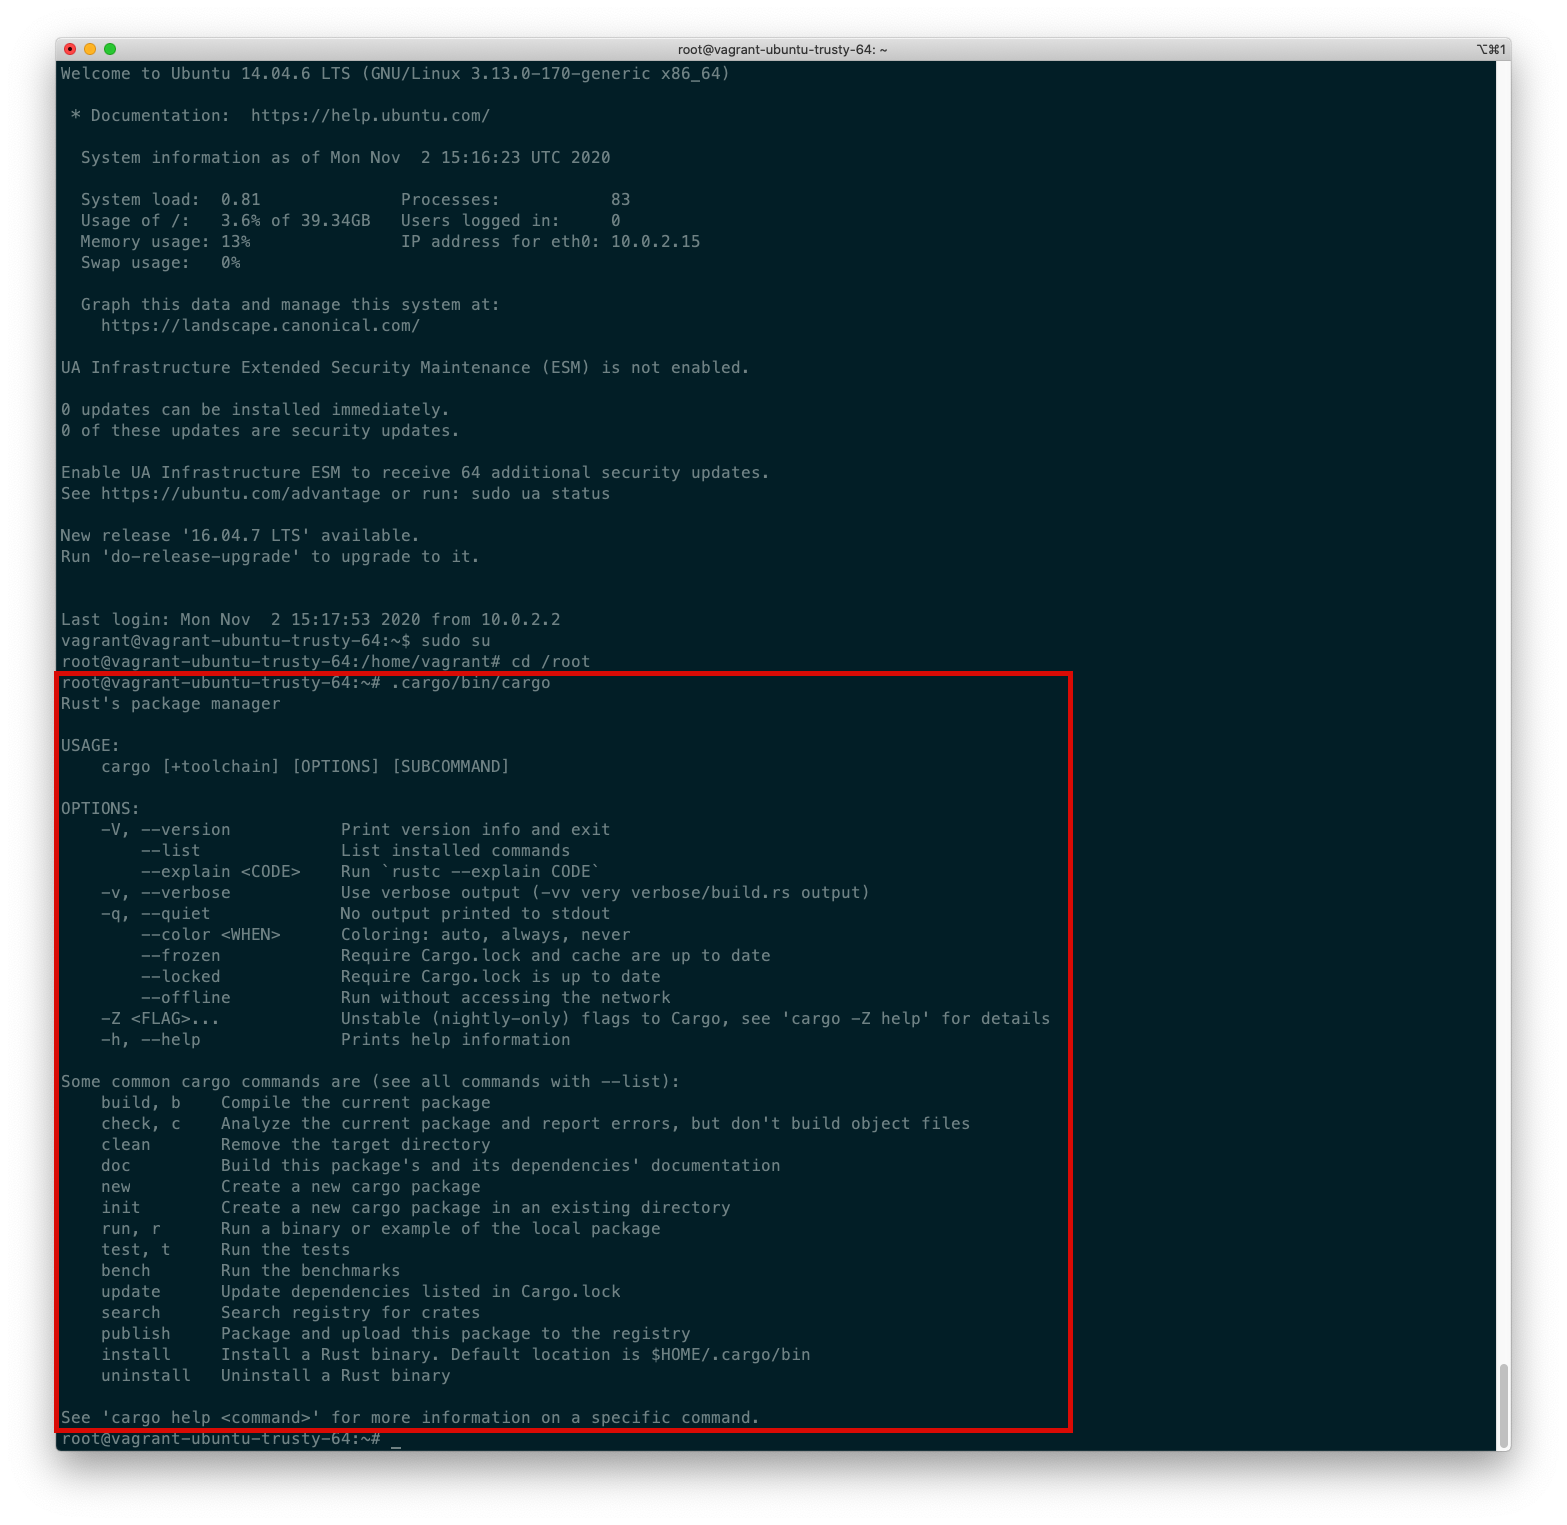 root@vagrant-ubuntu-trusty-64: ~
⌥⌘1
Welcome to Ubuntu 14.04.6 LTS (GNU/Linux 3.13.0-170-generic x86_64)
 * Documentation:  https://help.ubuntu.com/
  System information as of Mon Nov  2 15:16:23 UTC 2020
  System load:  0.81              Processes:           83
  Usage of /:   3.6% of 39.34GB   Users logged in:     0
  Memory usage: 13%               IP address for eth0: 10.0.2.15
  Swap usage:   0%
  Graph this data and manage this system at:
    https://landscape.canonical.com/
UA Infrastructure Extended Security Maintenance (ESM) is not enabled.
0 updates can be installed immediately.
0 of these updates are security updates.
Enable UA Infrastructure ESM to receive 64 additional security updates.
See https://ubuntu.com/advantage or run: sudo ua status
New release '16.04.7 LTS' available.
Run 'do-release-upgrade' to upgrade to it.
Last login: Mon Nov  2 15:17:53 2020 from 10.0.2.2
vagrant@vagrant-ubuntu-trusty-64:~$ sudo su
root@vagrant-ubuntu-trusty-64:/home/vagrant# cd /root
root@vagrant-ubuntu-trusty-64:~# .cargo/bin/cargo
Rust's package manager
USAGE:
    cargo [+toolchain] [OPTIONS] [SUBCOMMAND]
OPTIONS:
    -V, --version           Print version info and exit
        --list              List installed commands
        --explain <CODE>    Run `rustc --explain CODE`
    -v, --verbose           Use verbose output (-vv very verbose/build.rs output)
    -q, --quiet             No output printed to stdout
        --color <WHEN>      Coloring: auto, always, never
        --frozen            Require Cargo.lock and cache are up to date
        --locked            Require Cargo.lock is up to date
        --offline           Run without accessing the network
    -Z <FLAG>...            Unstable (nightly-only) flags to Cargo, see 'cargo -Z help' for details
    -h, --help              Prints help information
Some common cargo commands are (see all commands with --list):
    build, b    Compile the current package
    check, c    Analyze the current package and report errors, but don't build object files
    clean       Remove the target directory
    doc         Build this package's and its dependencies' documentation
    new         Create a new cargo package
    init        Create a new cargo package in an existing directory
    run, r      Run a binary or example of the local package
    test, t     Run the tests
    bench       Run the benchmarks
    update      Update dependencies listed in Cargo.lock
    search      Search registry for crates
    publish     Package and upload this package to the registry
    install     Install a Rust binary. Default location is $HOME/.cargo/bin
    uninstall   Uninstall a Rust binary
See 'cargo help <command>' for more information on a specific command.
root@vagrant-ubuntu-trusty-64:~# _